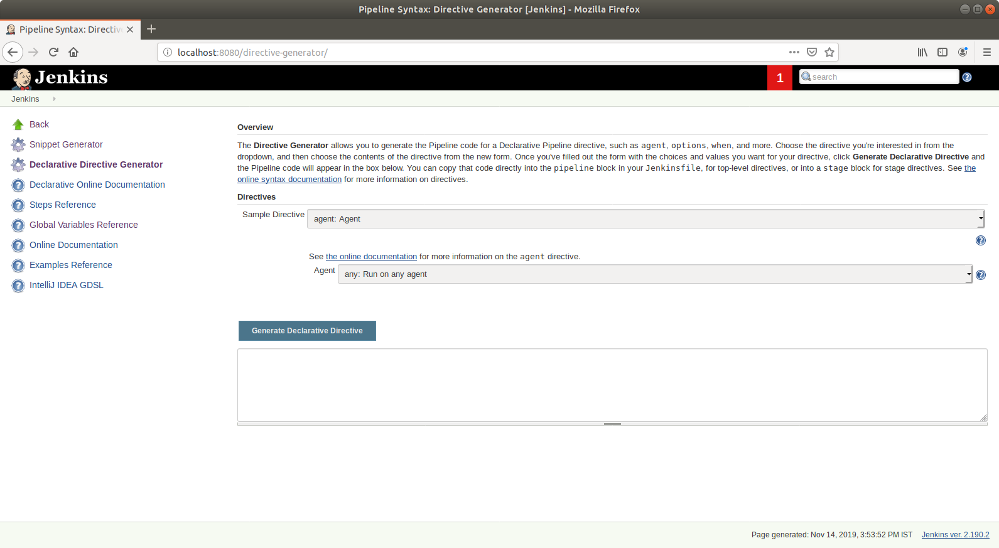 Pipeline Syntax: Directive Generator [Jenkins] - Mozilla Firefox
Pipeline Syntax: Directiv
localhost:8080/directive-generator/
Jenkins
1
search
Jenkins
Back
Snippet Generator
Declarative Directive Generator
Declarative Online Documentation
Steps Reference
Global Variables Reference
Online Documentation
Examples Reference
IntelliJ IDEA GDSL
Overview
The Directive Generator allows you to generate the Pipeline code for a Declarative Pipeline directive, such as agent, options, when, and more. Choose the directive you're interested in from the
dropdown, and then choose the contents of the directive from the new form. Once you've filled out the form with the choices and values you want for your directive, click Generate Declarative Directive and
the Pipeline code will appear in the box below. You can copy that code directly into the pipeline block in your Jenkinsfile, for top-level directives, or into a stage block for stage directives. See the
online syntax documentation for more information on directives.
Directives
Sample Directive agent: Agent
See the online documentation for more information on the agent directive.
Agent any: Run on any agent
Generate Declarative Directive
Page generated: Nov 14, 2019, 3:53:52 PM IST Jenkins ver. 2.190.2